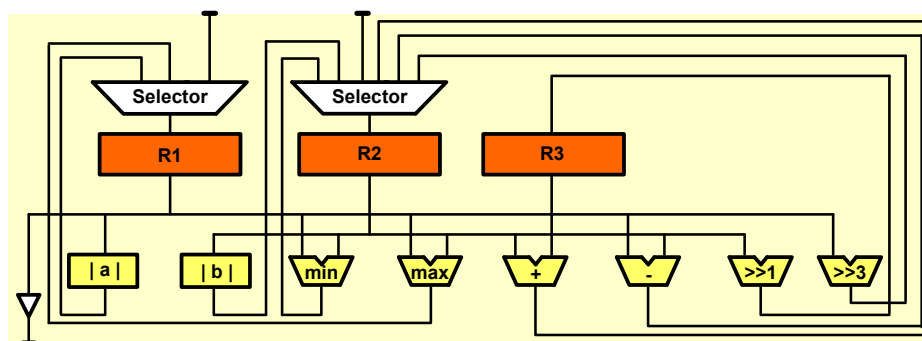 Selector Selector
R1 R2 R3
| a | | b | min max + - >>1 >>3